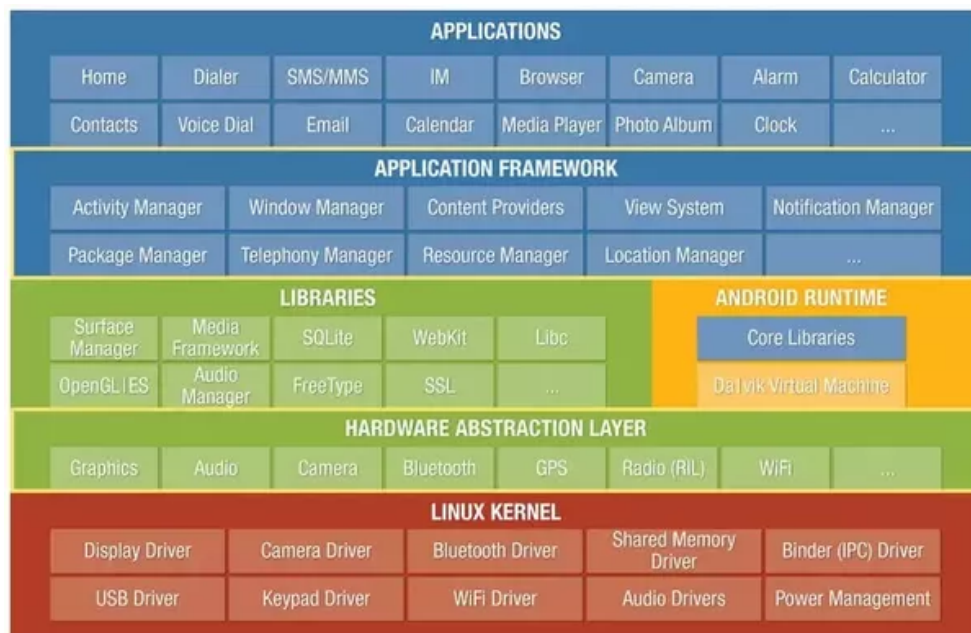 APPLICATIONS
Home Dialer SMS/MMS IM Browser Camera Alarm Calculator
Contacts Voice Dial Email Calendar Media Player Photo Album Clock ...
APPLICATION FRAMEWORK
Activity Manager Window Manager Content Providers View System Notification Manager
Package Manager Telephony Manager Resource Manager Location Manager ...
LIBRARIES
Surface
Manager
Media
Framework
SQLite WebKit Libc
OpenGL|ES
Audio
Manager
FreeType SSL ...
ANDROID RUNTIME
Core Libraries
Dalvik Virtual Machine
HARDWARE ABSTRACTION LAYER
Graphics Audio Camera Bluetooth GPS Radio (RIL) WiFi ...
LINUX KERNEL
Display Driver Camera Driver Bluetooth Driver
Shared Memory
Driver
Binder (IPC) Driver
USB Driver Keypad Driver WiFi Driver Audio Drivers Power Management